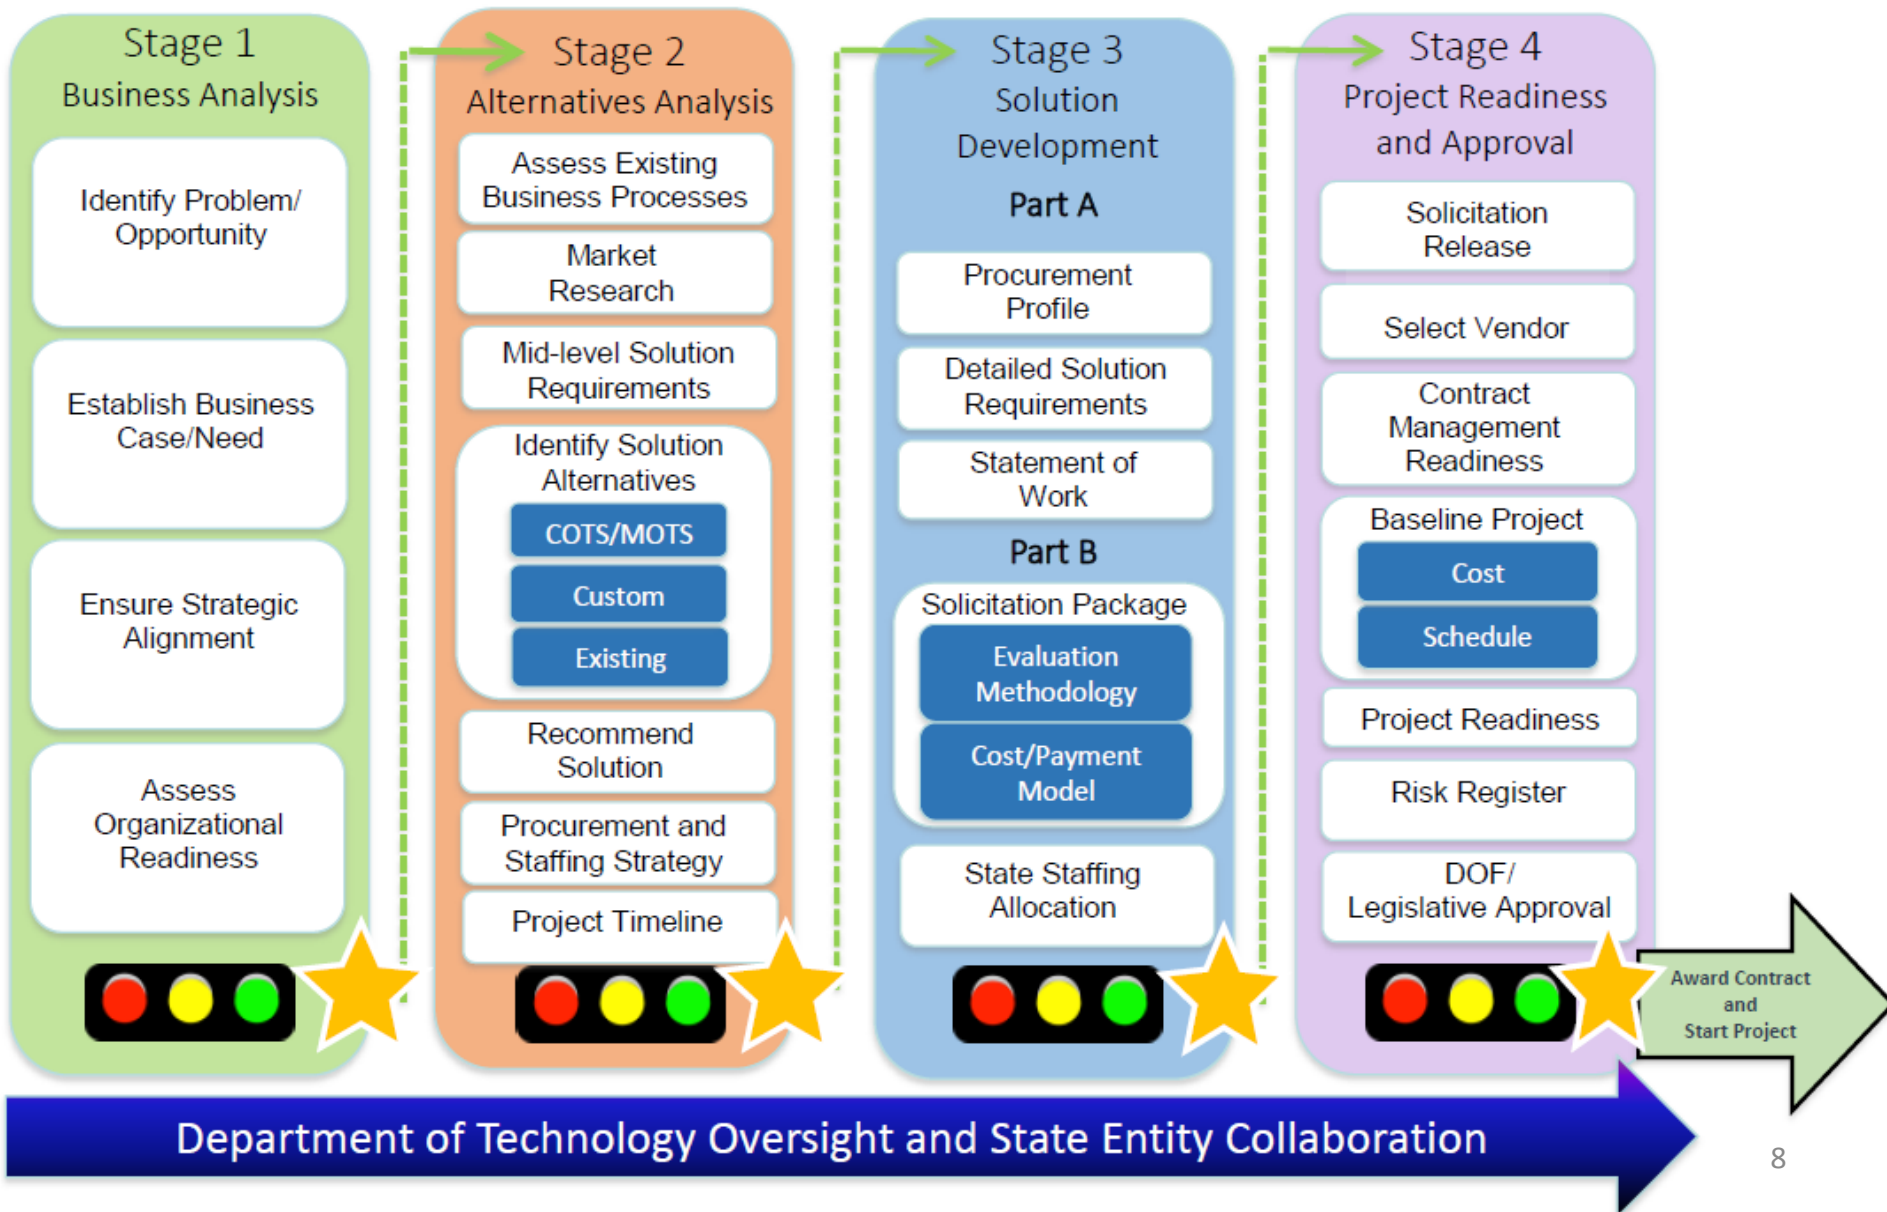 Stage 1
Business Analysis
Identify Problem/
Opportunity
Establish Business
Case/Need
Ensure Strategic
Alignment
Assess
Organizational
Readiness
Stage 2
Alternatives Analysis
Assess Existing
Business Processes
Market
Research
Mid-level Solution
Requirements
Identify Solution
Alternatives
COTS/MOTS
Custom
Existing
Recommend
Solution
Procurement and
Staffing Strategy
Project Timeline
Stage 3
Solution
Development
Part A
Procurement
Profile
Detailed Solution
Requirements
Statement of
Work
Part B
Solicitation Package
Evaluation
Methodology
Cost/Payment
Model
State Staffing
Allocation
Stage 4
Project Readiness
and Approval
Solicitation
Release
Select Vendor
Contract
Management
Readiness
Baseline Project
Cost
Schedule
Project Readiness
Risk Register
DOF/
Legislative Approval
Award Contract
and
Start Project
Department of Technology Oversight and State Entity Collaboration
8